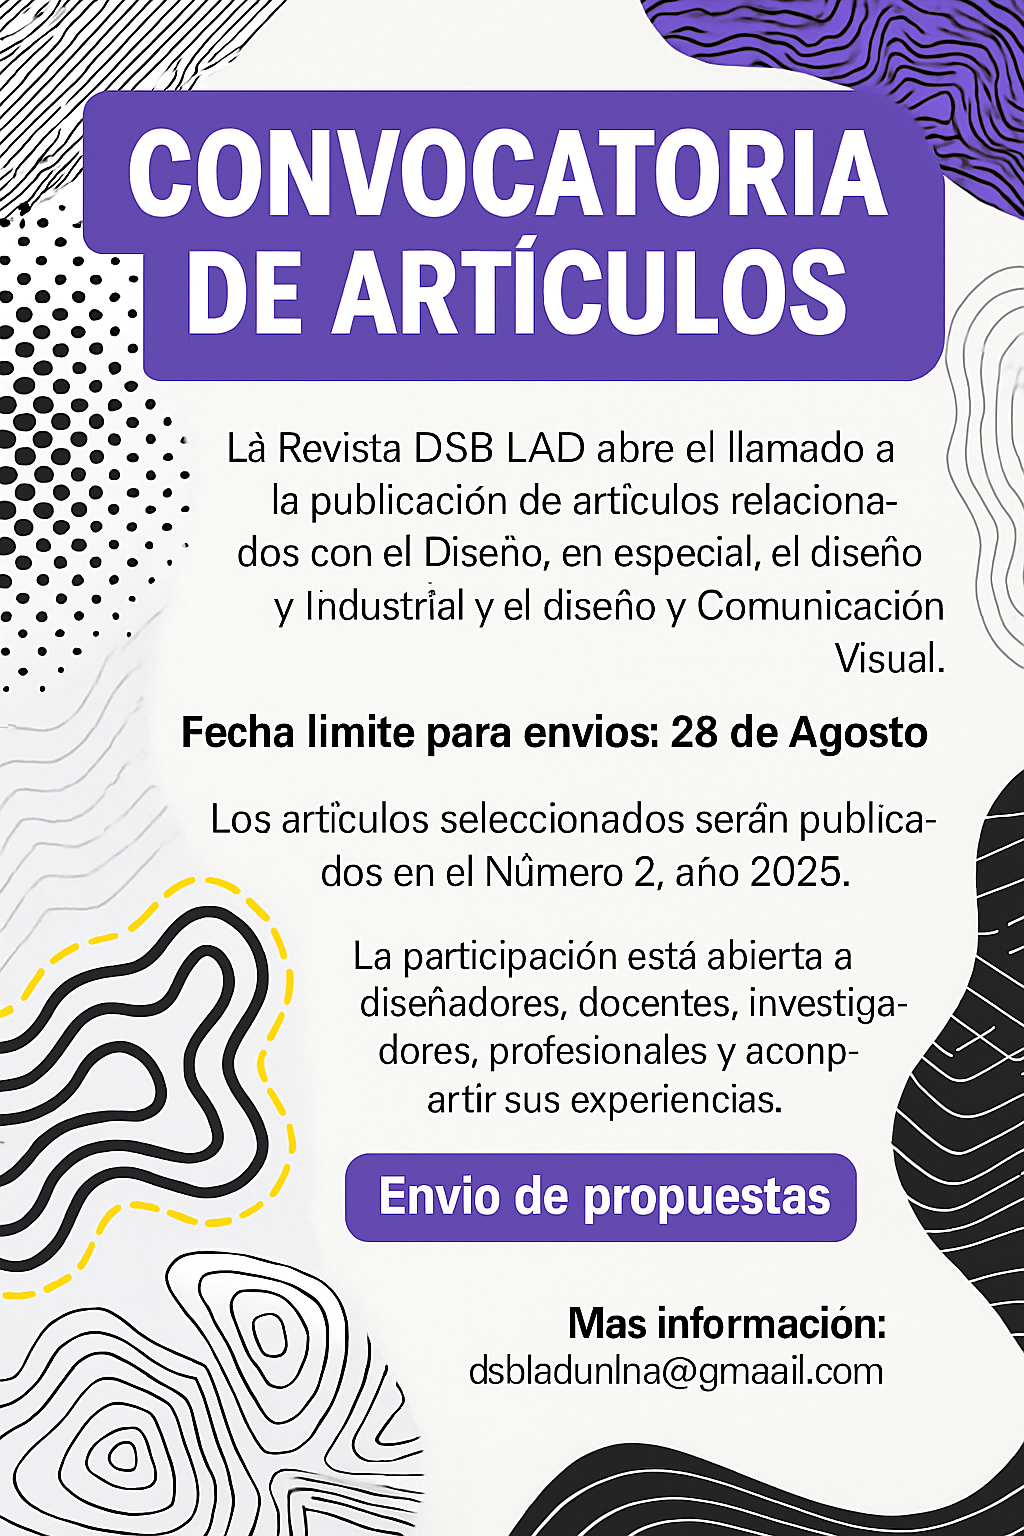 CONVOCATORIA
DE ARTÍCULOS
Là Revista DSB LAD abre el llamado a
la publicación de artîculos relaciona-
dos con el Diseño, en especial, el diseño
y Industrial y el diseño y Comunicación
Visual.
Fecha limite para envios: 28 de Agosto
Los artículos seleccionados serán publica-
dos en el Nûmero 2, año 2025.
La participación está abierta a
diseñadores, docentes, investiga-
dores, profesionales y aconp-
artir sus experiencias.
Envio de propuestas
Mas información:
dsbladunlna@gmaail.com